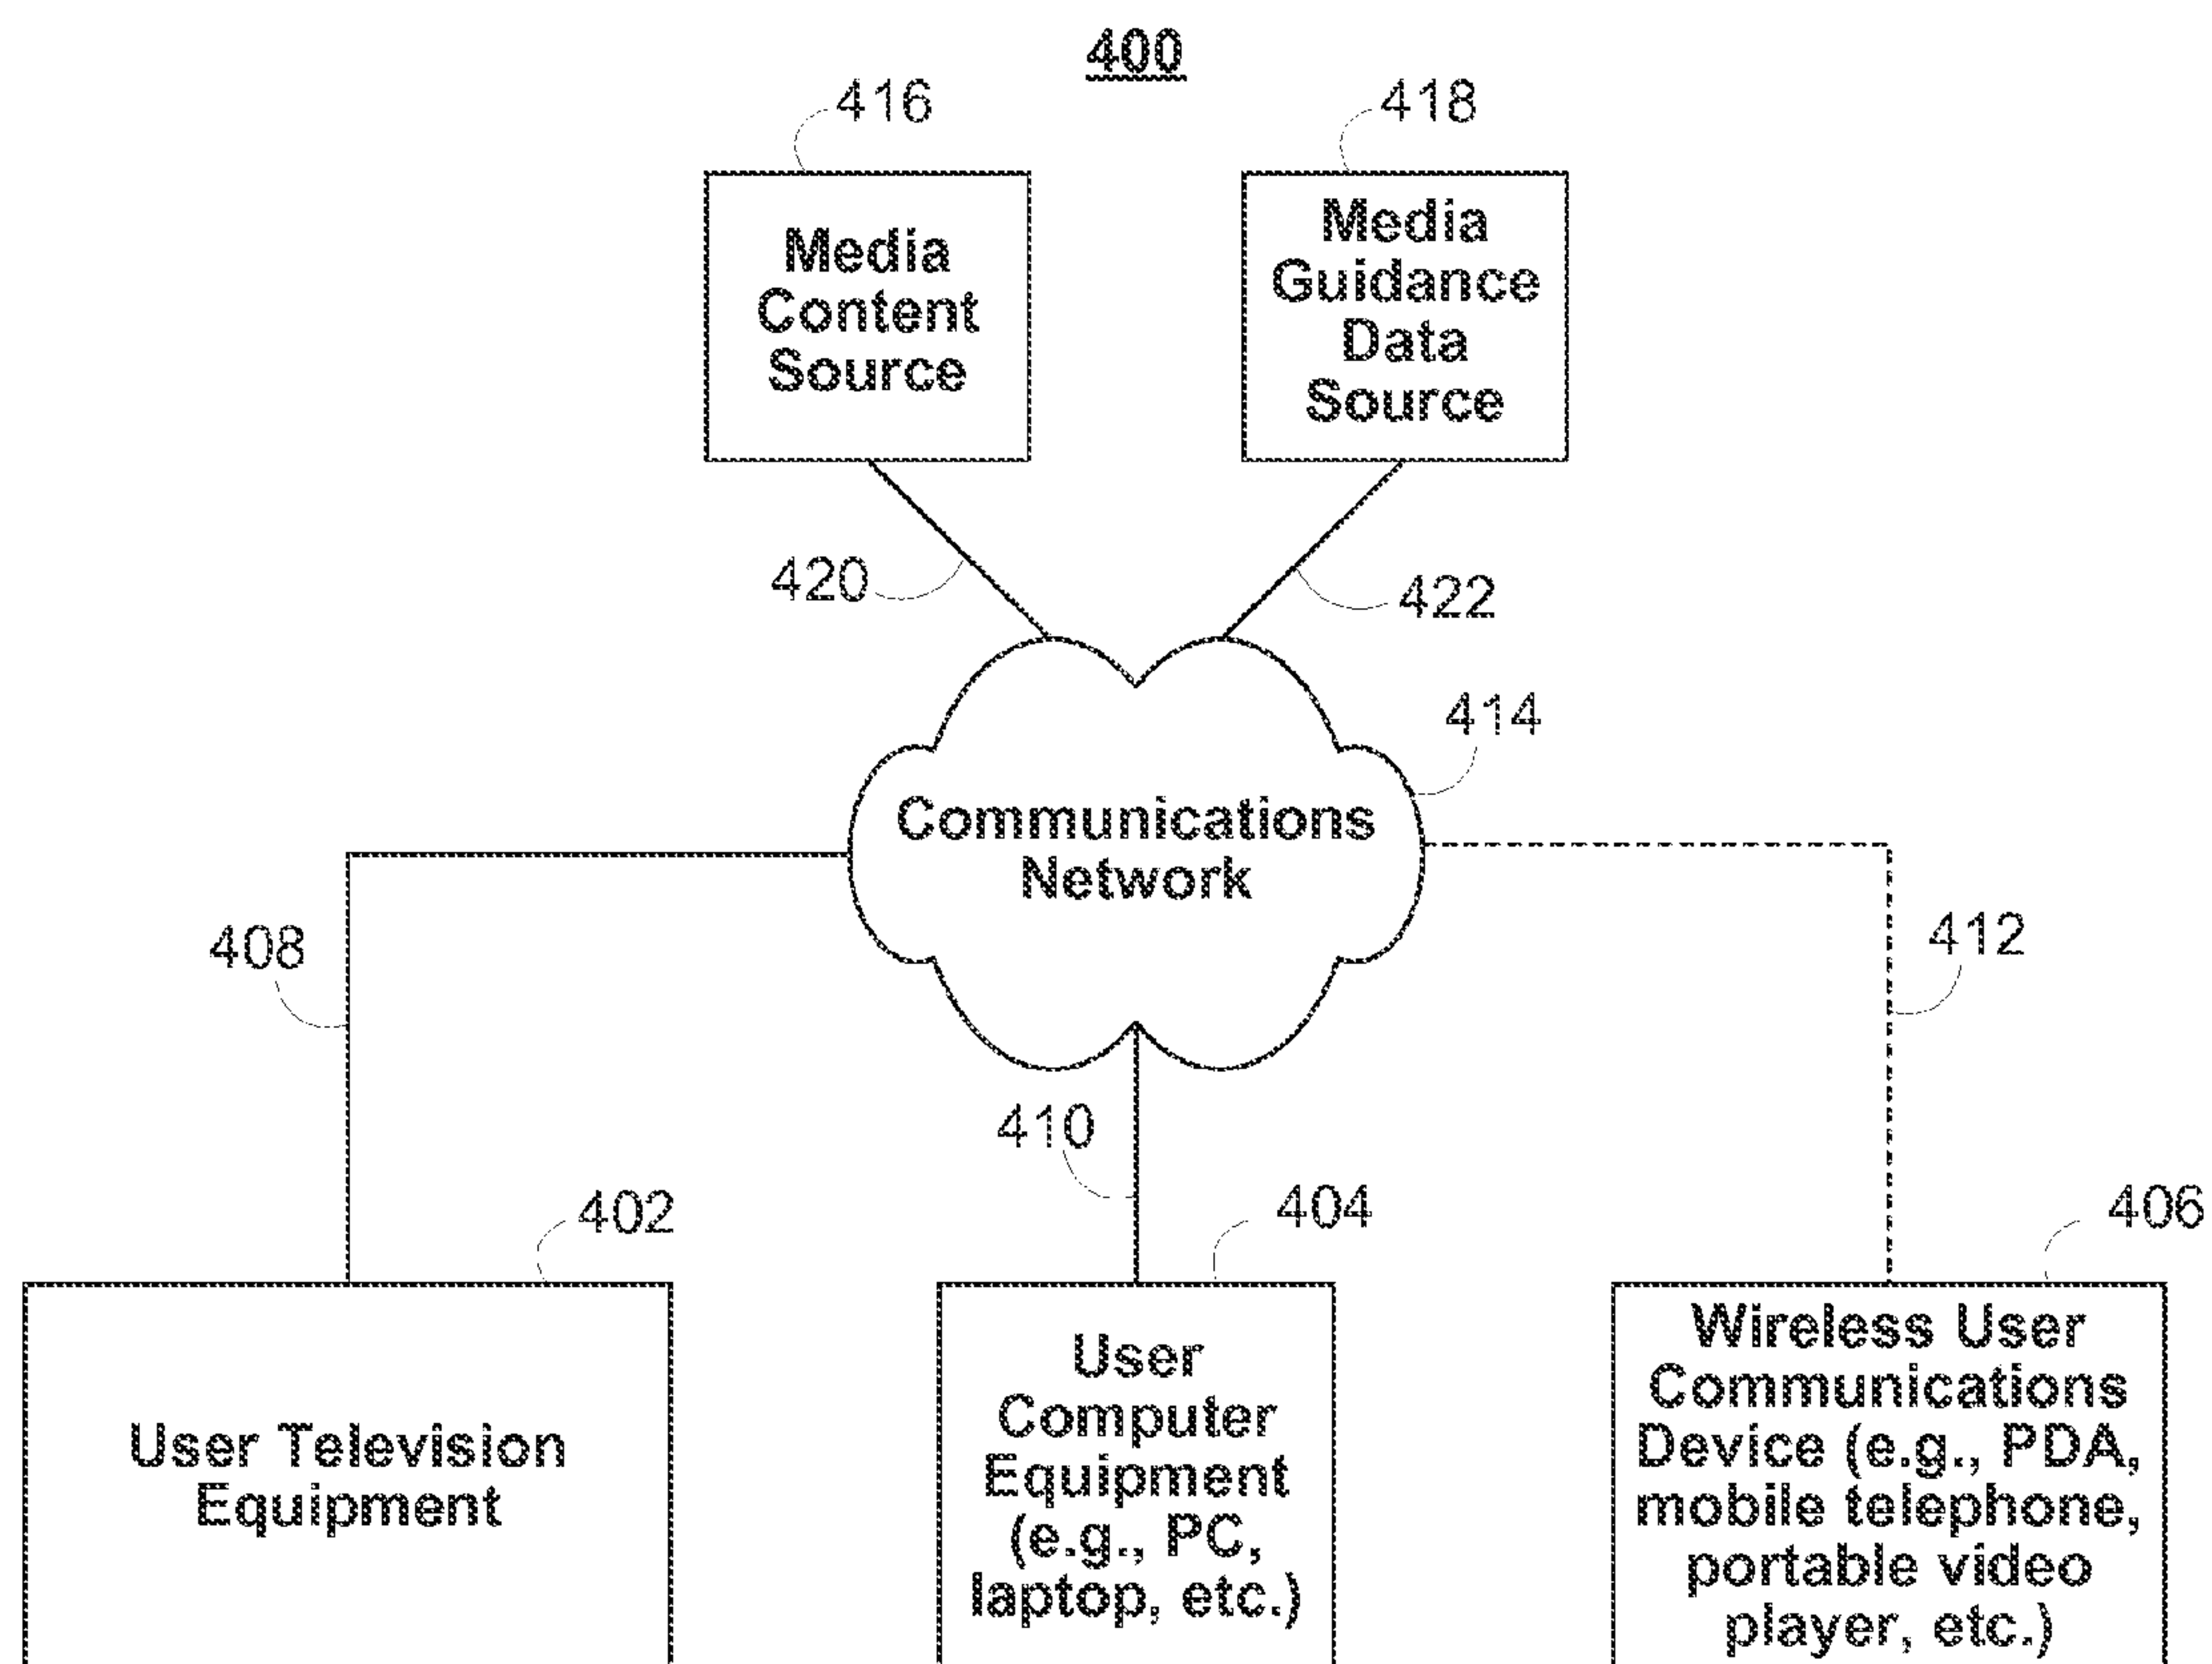 400
416
418
Media
Content
Source
Media
Guidance
Data
Source
420
422
414
Communications
Network
408
412
410
402
404
406
User Television
Equipment
User
Computer
Equipment
(e.g., PC,
laptop, etc.)
Wireless User
Communications
Device (e.g., PDA,
mobile telephone,
portable video
player, etc.)